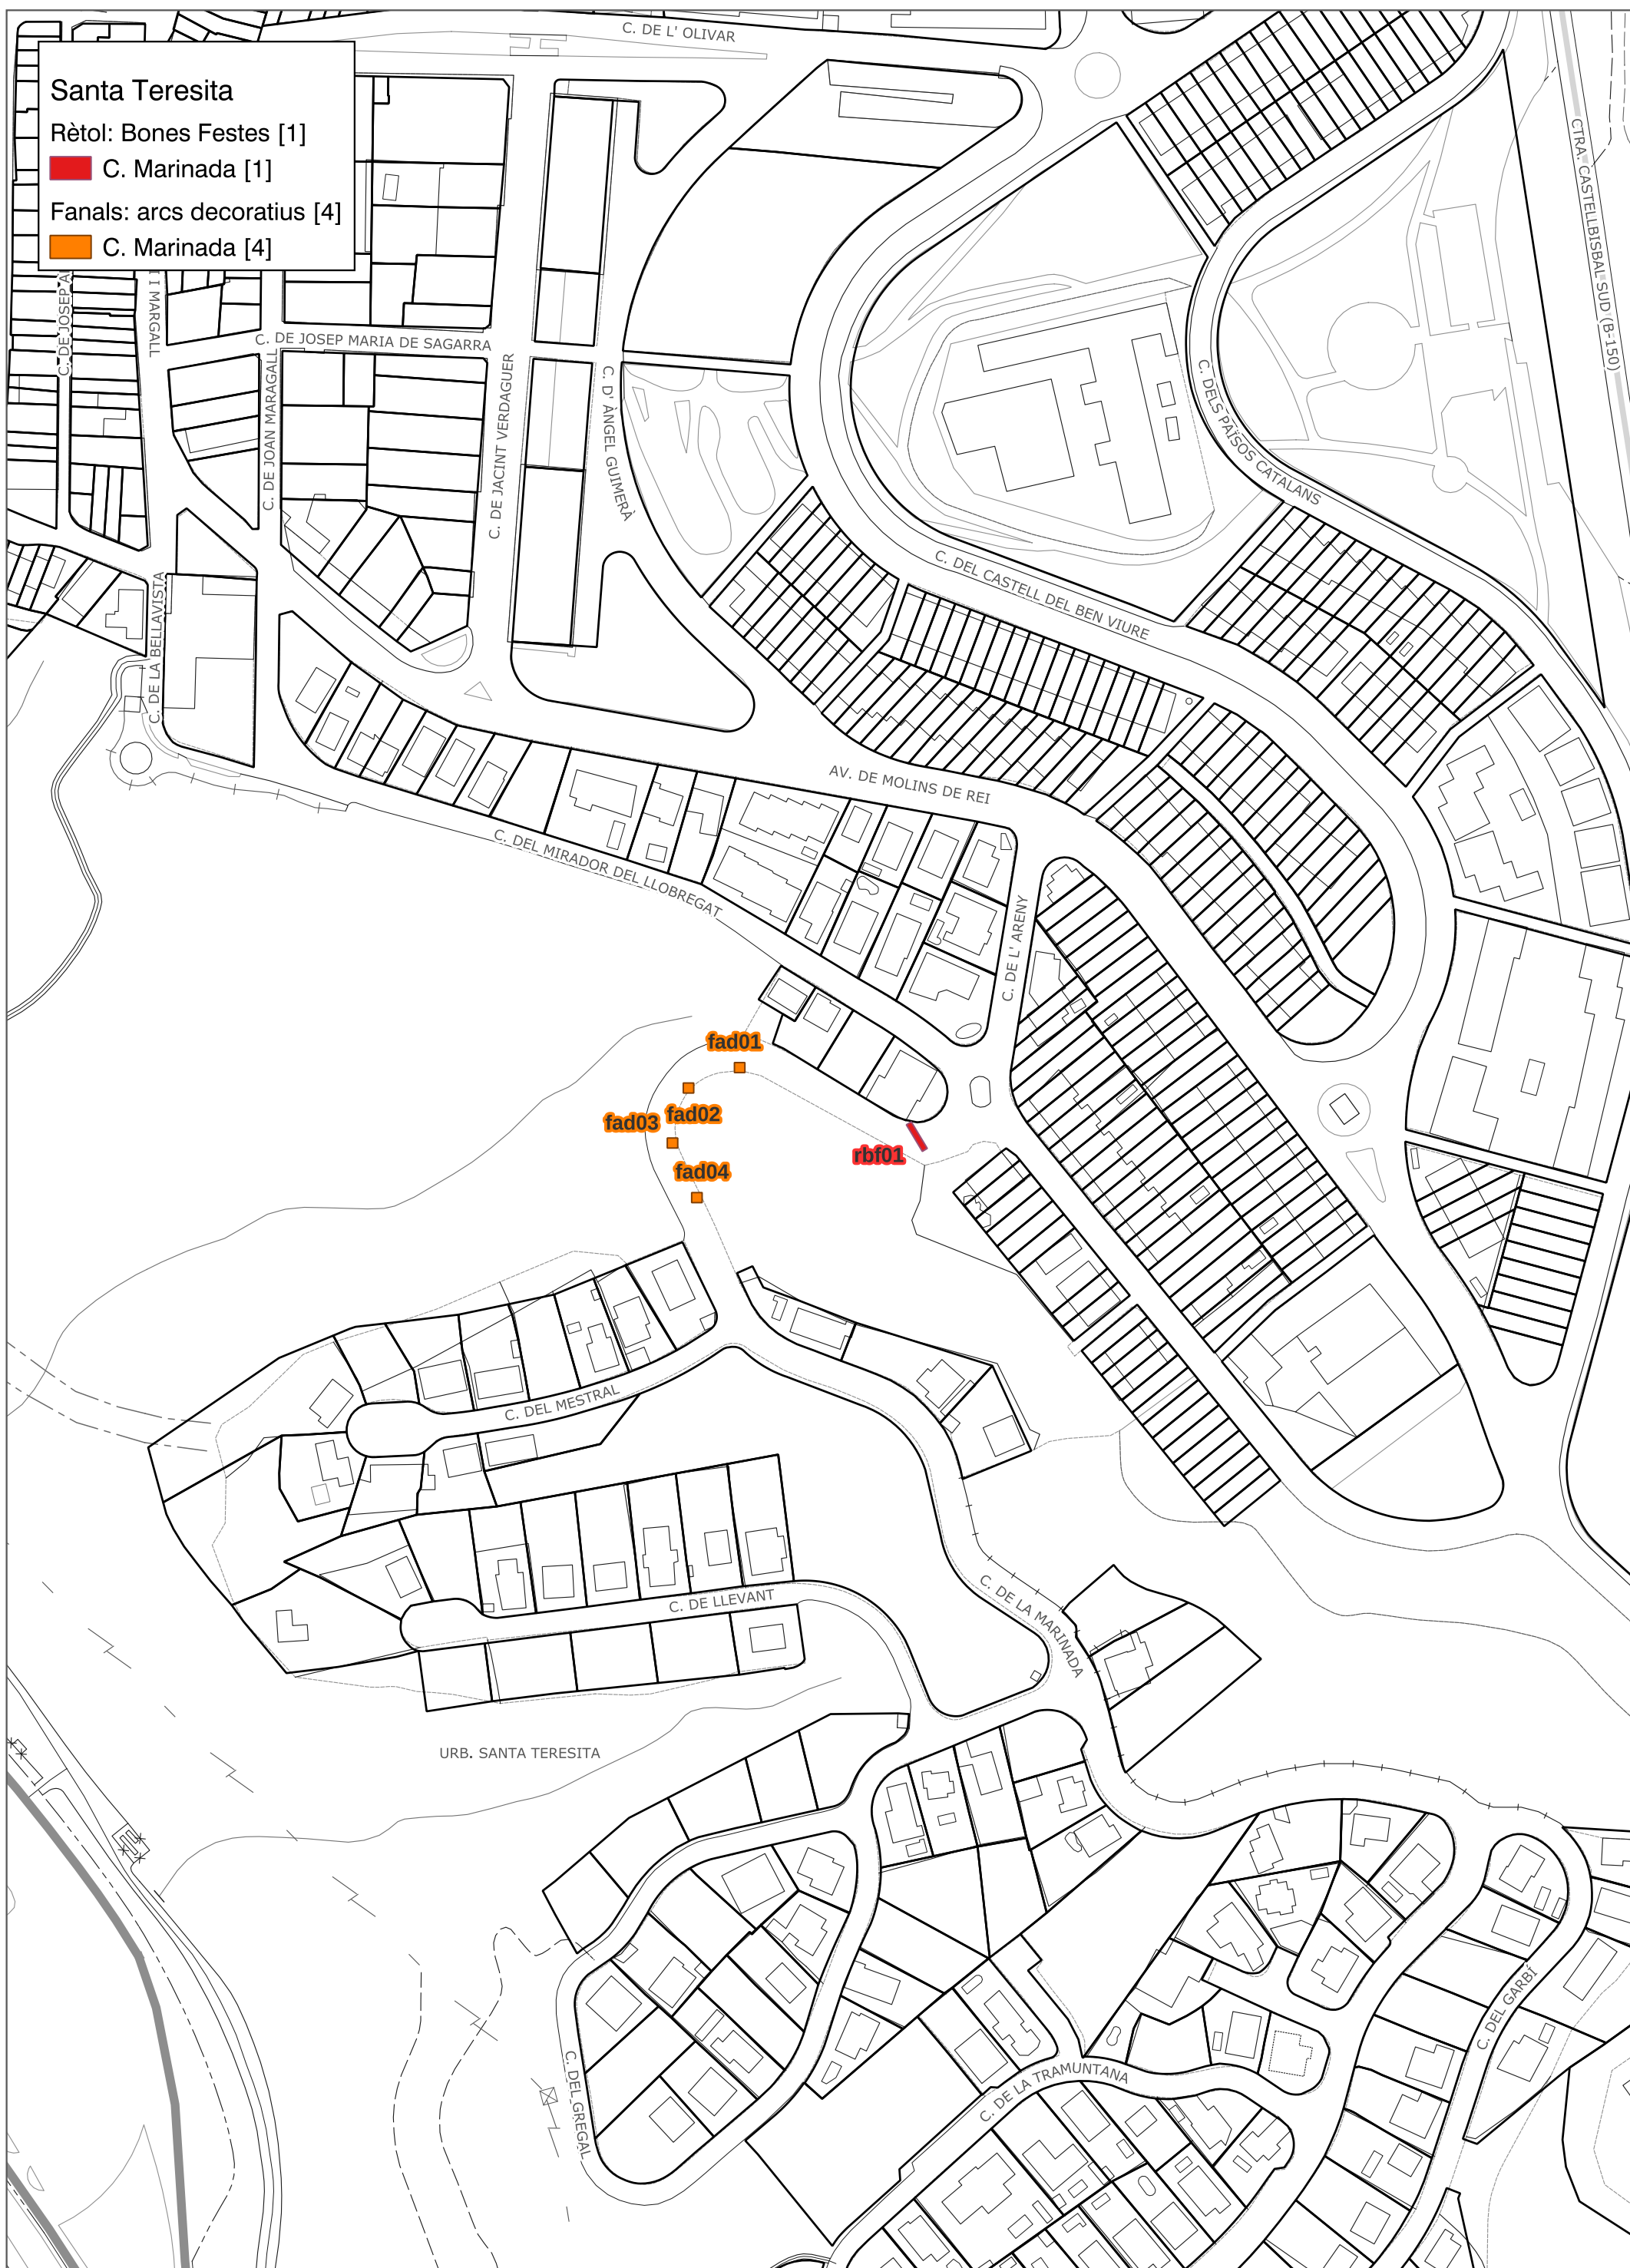 C. DE L' OLIVAR
Santa Teresita
Rètol: Bones Festes [1]
C. Marinada [1]
Fanals: arcs decoratius [4]
C. Marinada [4]
CTRA. CASTELLBISBAL SUD (B-150)
I MARGALL
C. DE JOSEP
C. DE JOSEP MARIA DE SAGARRA
C. DE JOAN MARAGALL
C. DE JACINT VERDAGUER
C. D' ÀNGEL GUIMERÀ
C. DELS PAÏSOS CATALANS
C. DEL CASTELL DEL BEN VIURE
C. DE LA BELLAVISTA
AV. DE MOLINS DE REI
C. DEL MIRADOR DEL LLOBREGAT
C. DE L' ARENY
fad01
fad02
fad03
rbf01
fad04
C. DEL MESTRAL
C. DE LLEVANT
C. DE LA MARINADA
URB. SANTA TERESITA
C. DEL GARBÍ
C. DE LA TRAMUNTANA
C. DEL GREGAL